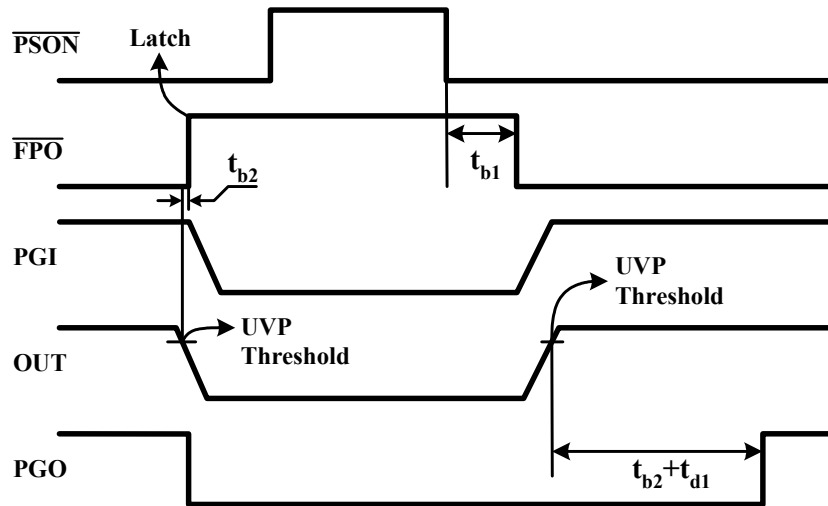 PSON
Latch
FPO
tb2
tb1
PGI
UVP
Threshold
UVP
Threshold
OUT
PGO
tb2+td1